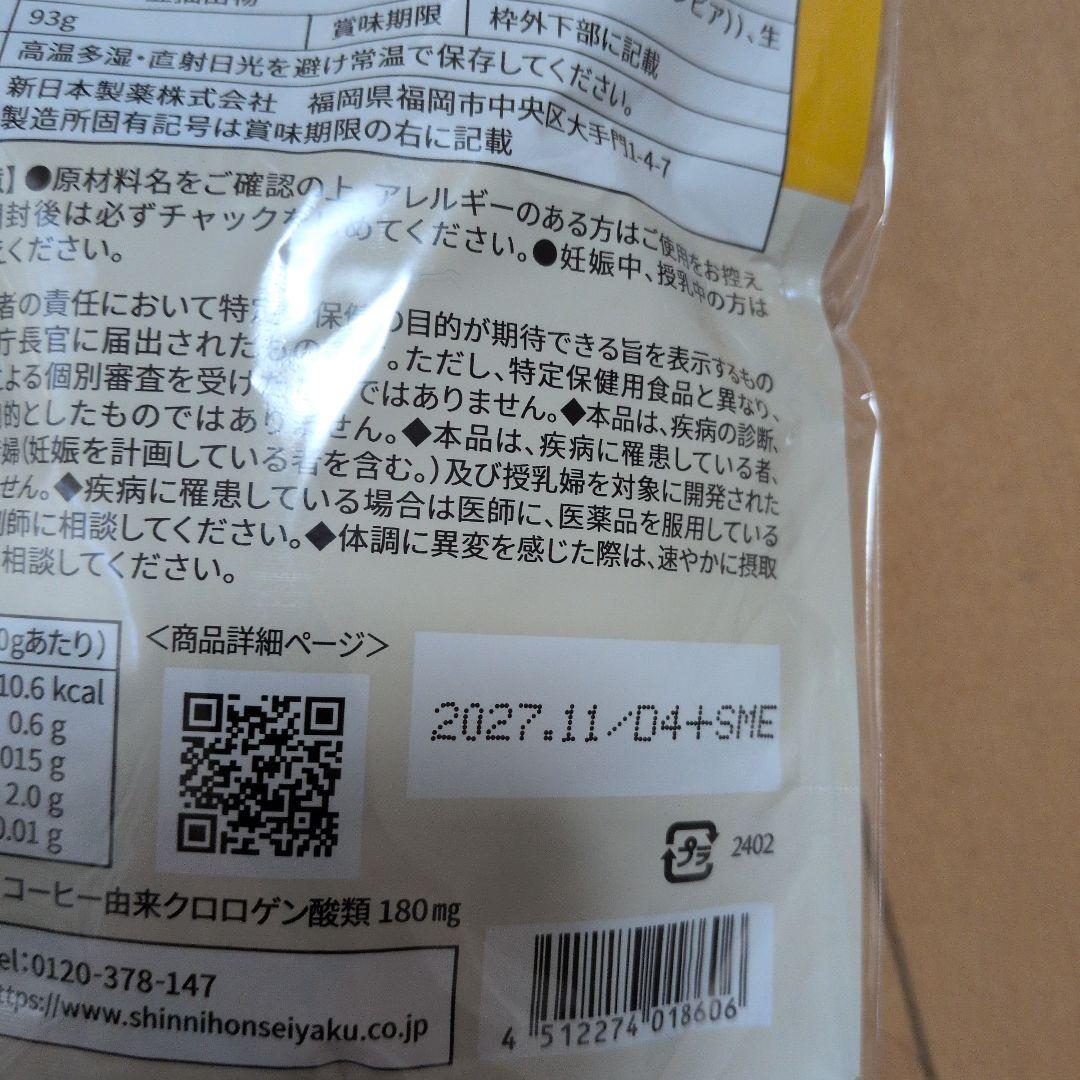 93g 賞味期限 枠外下部に記載
ビア))、生
高温多湿・直射日光を避け常温で保存してください。
新日本製薬株式会社 福岡県福岡市中央区大手門1-4-7
製造所固有記号は賞味期限の右に記載
●原材料名をご確認の上、アレルギーのある方はご使用をお控え
封後は必ずチャックを めてください。●妊娠中、授乳中の方は
ください。
者の責任において特定 保健の目的が期待できる旨を表示するもの
庁長官に届出されたもの 。ただし、特定保健用食品と異なり、
よる個別審査を受け ではありません。◆本品は、疾病の診断、
的としたものではありません。◆本品は、疾病に罹患している者、
婦(妊娠を計画している者を含む。)及び授乳婦を対象に開発された
せん。◆疾病に罹患している場合は医師に、医薬品を服用している
剤師に相談してください。◆体調に異変を感じた際は、速やかに摂取
相談してください。
0gあたり)
10.6 kcal
0.6 g
015 g
2.0 g
0.01 g
<商品詳細ページ>
2027.11/04+SME
プラ 2402
コーヒー由来クロロゲン酸類 180㎎
el:0120-378-147
ttps://www.shinnihonseiyaku.co.jp
4 512274 018606